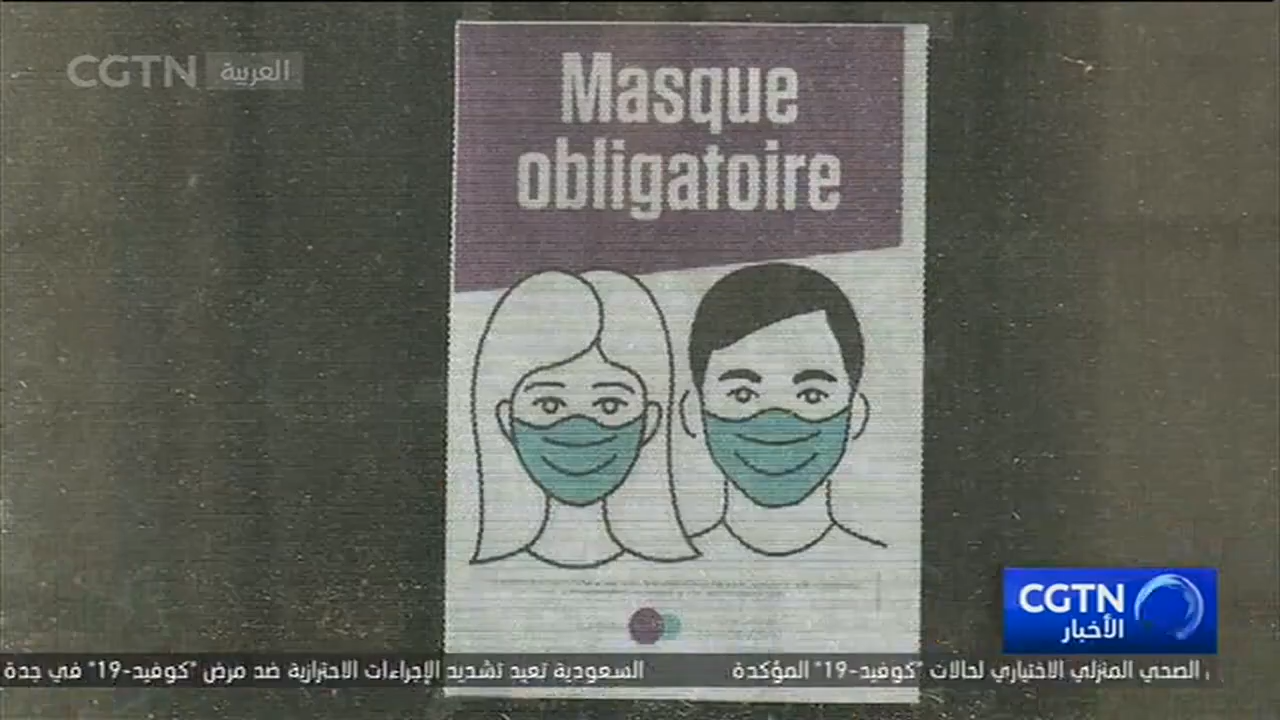 CGTN العربية
Masque
obligatoire
CGTN
الأخبار
الصحي المنزلي الاختياري لحالات "كوفيد-19" المؤكدة
السعودية تعيد تشديد الإجراءات الاحترازية ضد مرض "كوفيد-19" في جدة